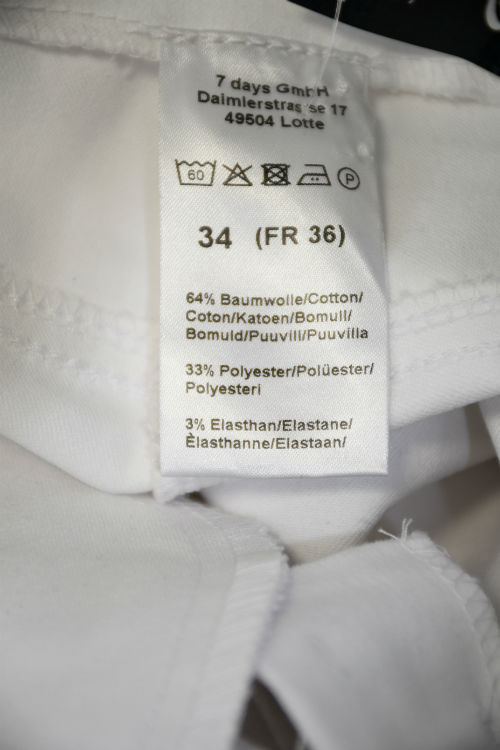 7 days GmbH
Daimlerstrasse 17
49504 Lotte
60 P
34 (FR 36)
64% Baumwolle/Cotton/
Coton/Katoen/Bomull/
Bomuld/Puuvill/Puuvilla
33% Polyester/Polüester/
Polyesteri
3% Elasthan/Elastane/
Èlasthanne/Elastaan/